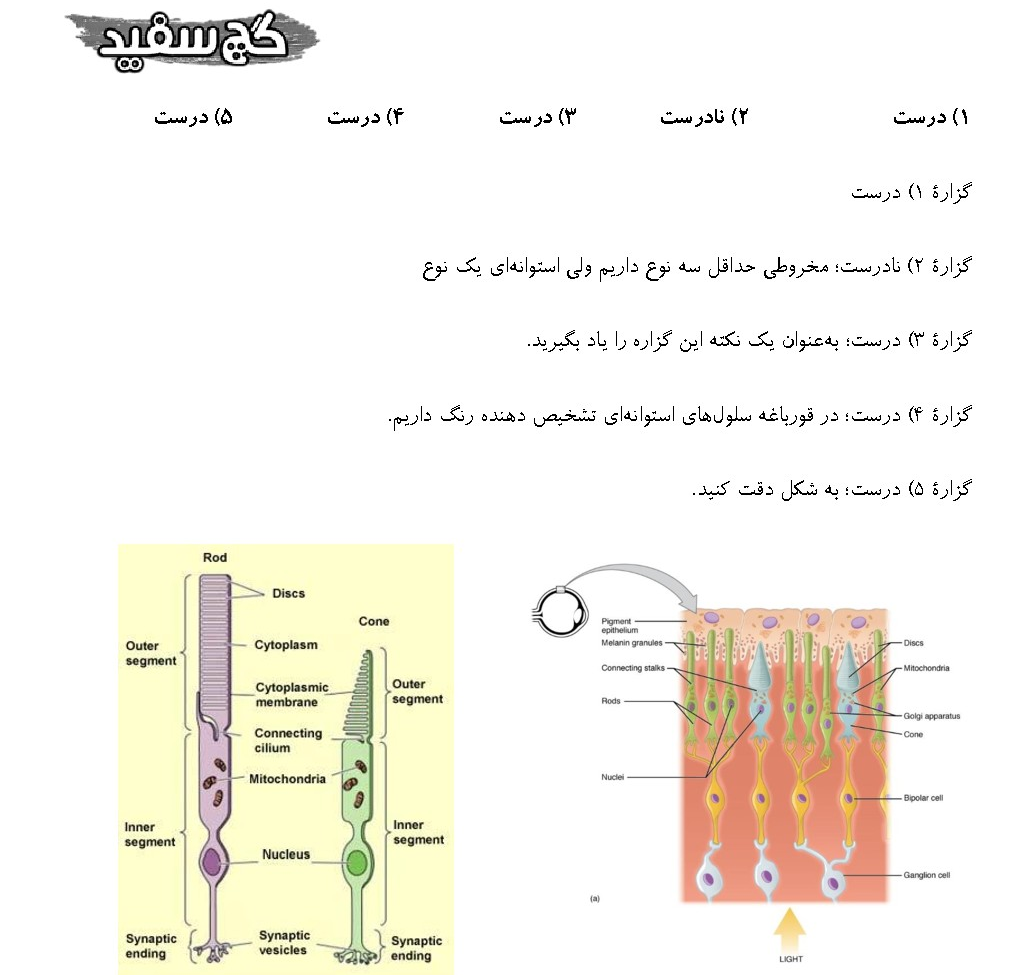 گچ سفید
۱) درست ۲) نادرست ۳) درست ۴) درست ۵) درست
گزارهٔ ۱) درست
گزارهٔ ۲) نادرست؛ مخروطی حداقل سه نوع داریم ولی استوانه‌ای یک نوع
گزارهٔ ۳) درست؛ به‌عنوان یک نکته این گزاره را یاد بگیرید.
گزارهٔ ۴) درست؛ در قورباغه سلول‌های استوانه‌ای تشخیص دهنده رنگ داریم.
گزارهٔ ۵) درست؛ به شکل دقت کنید.
Rod
Discs
Cone
Outer
segment
Cytoplasm
Cytoplasmic
membrane
Outer
segment
Connecting
cilium
Mitochondria
Inner
segment
Inner
segment
Nucleus
Synaptic
ending
Synaptic
vesicles
Synaptic
ending
Pigment
epithelium
Melanin granules
Connecting stalks
Rods
Nuclei
Discs
Mitochondria
Golgi apparatus
Cone
Bipolar cell
Ganglion cell
(a)
LIGHT